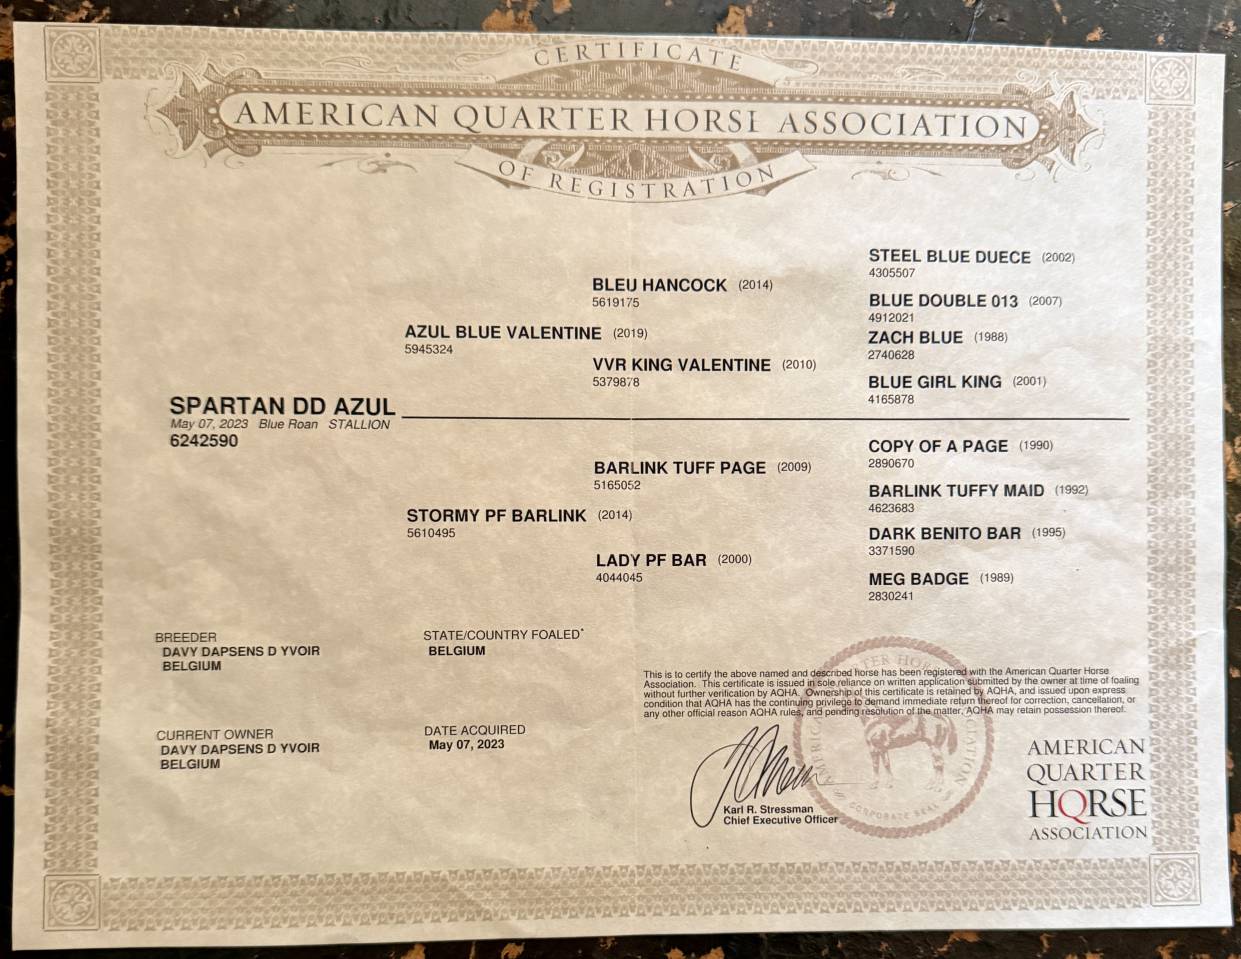 CERTIFICATE
AMERICAN QUARTER HORSE ASSOCIATION
OF REGISTRATION
STEEL BLUE DUECE (2002)
4305507
BLEU HANCOCK (2014)
5619175
BLUE DOUBLE 013 (2007)
4912021
AZUL BLUE VALENTINE (2019)
5945324
ZACH BLUE (1988)
2740628
VVR KING VALENTINE (2010)
5379878
BLUE GIRL KING (2001)
4165878
SPARTAN DD AZUL
May 07, 2023 Blue Roan STALLION
6242590
COPY OF A PAGE (1990)
2890670
BARLINK TUFF PAGE (2009)
5165052
BARLINK TUFFY MAID (1992)
4623683
STORMY PF BARLINK (2014)
5610495
DARK BENITO BAR (1995)
3371590
LADY PF BAR (2000)
4044045
MEG BADGE (1989)
2830241
BREEDER
DAVY DAPSENS D YVOIR
BELGIUM
STATE/COUNTRY FOALED*
BELGIUM
This is to certify the above named and described horse has been registered with the American Quarter Horse
Association. This certificate is issued in sole reliance on written application submitted by the owner at time of foaling
without further verification by AQHA. Ownership of this certificate is retained by AQHA, and issued upon express
condition that AQHA has the continuing privilege to demand immediate return thereof for correction, cancellation, or
any other official reason AQHA rules, and pending resolution of the matter, AQHA may retain possession thereof.
CURRENT OWNER
DAVY DAPSENS D YVOIR
BELGIUM
DATE ACQUIRED
May 07, 2023
Karl R. Stressman
Chief Executive Officer
CORPORATE SEAL
AMERICAN
QUARTER
HORSE
ASSOCIATION